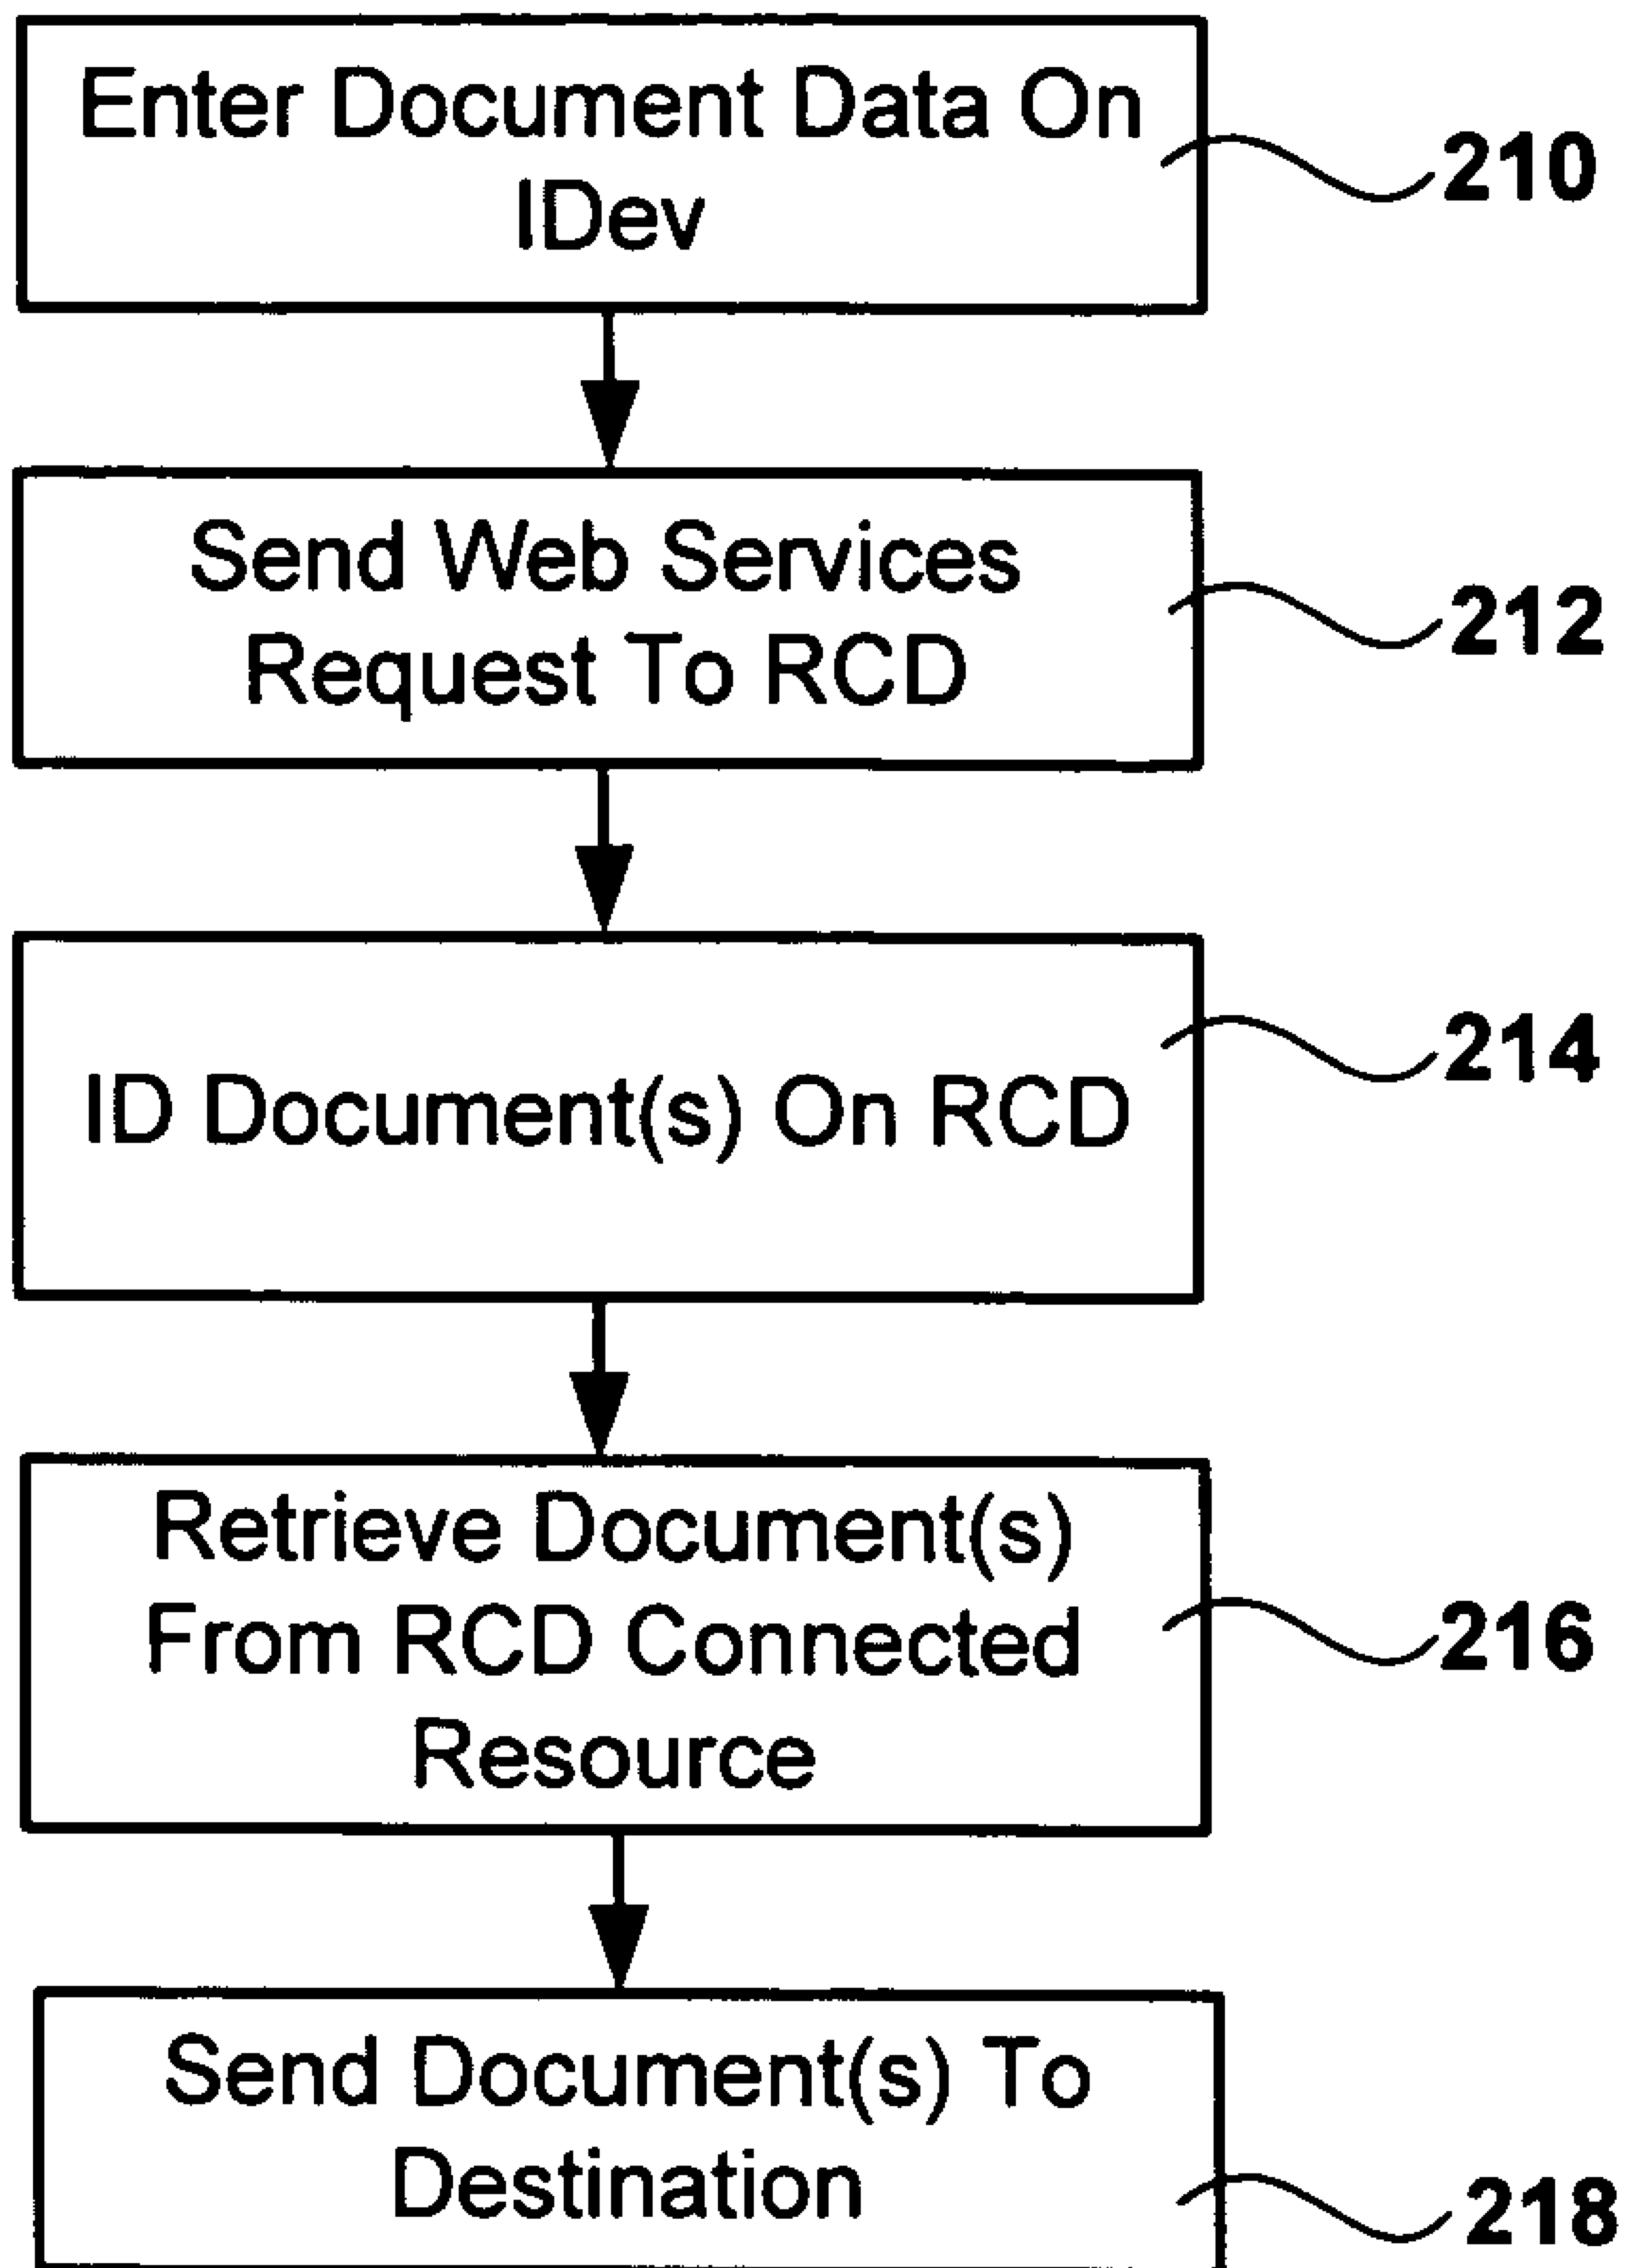 Enter Document Data On
IDev
210
Send Web Services
Request To RCD
212
ID Document(s) On RCD
214
Retrieve Document(s)
From RCD Connected
Resource
216
Send Document(s) To
Destination
218